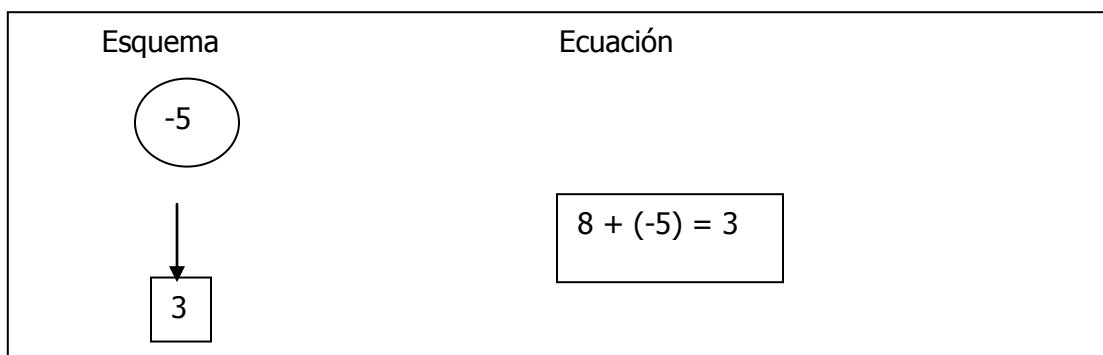 Esquema Ecuación
-5
8 + (-5) = 3
3